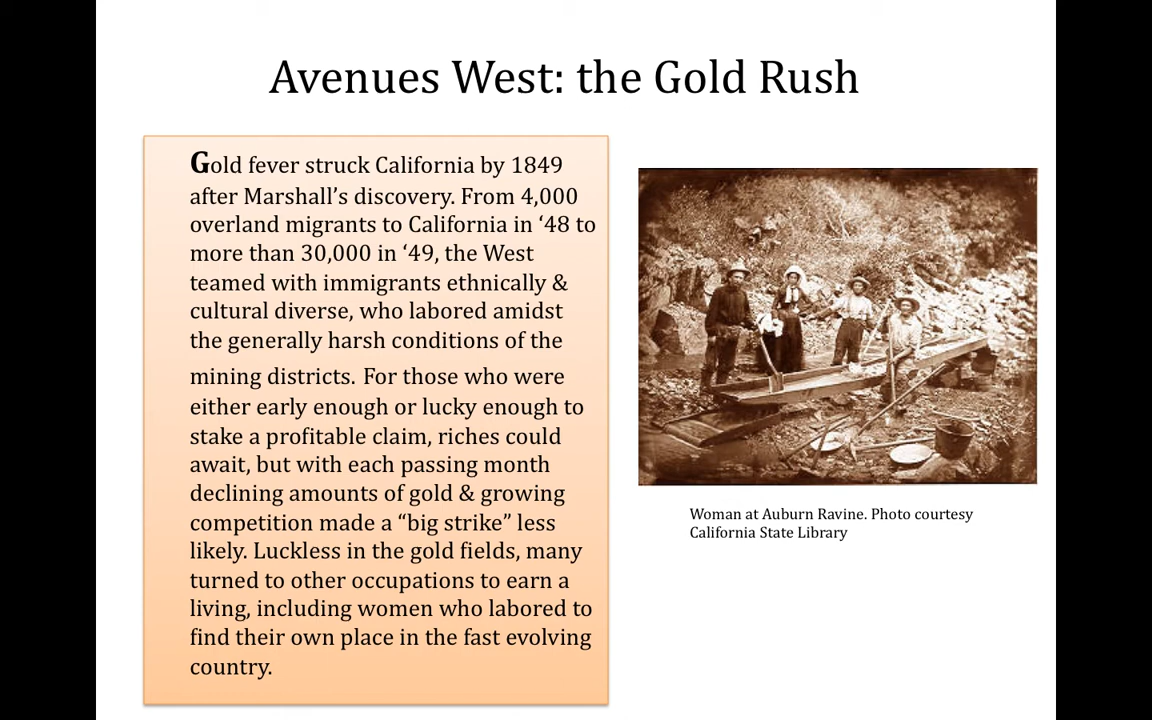 Avenues West: the Gold Rush
Gold fever struck California by 1849
after Marshall’s discovery. From 4,000
overland migrants to California in ‘48 to
more than 30,000 in ‘49, the West
teamed with immigrants ethnically &
cultural diverse, who labored amidst
the generally harsh conditions of the
mining districts. For those who were
either early enough or lucky enough to
stake a profitable claim, riches could
await, but with each passing month
declining amounts of gold & growing
competition made a “big strike” less
likely. Luckless in the gold fields, many
turned to other occupations to earn a
living, including women who labored to
find their own place in the fast evolving
country.
Woman at Auburn Ravine. Photo courtesy
California State Library